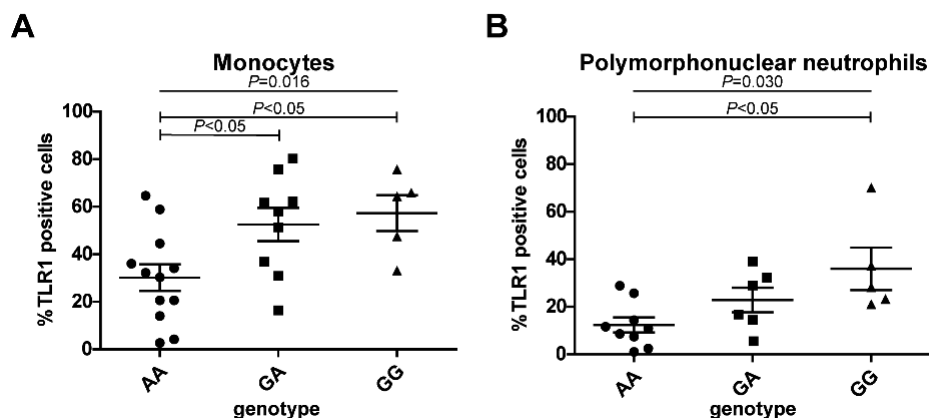 A
Monocytes
P=0.016
P<0.05
P<0.05
100
80
60
40
20
0
%TLR1 positive cells
AA
GA
GG
genotype
B
Polymorphonuclear neutrophils
P=0.030
P<0.05
100
80
60
40
20
0
%TLR1 positive cells
AA
GA
GG
genotype